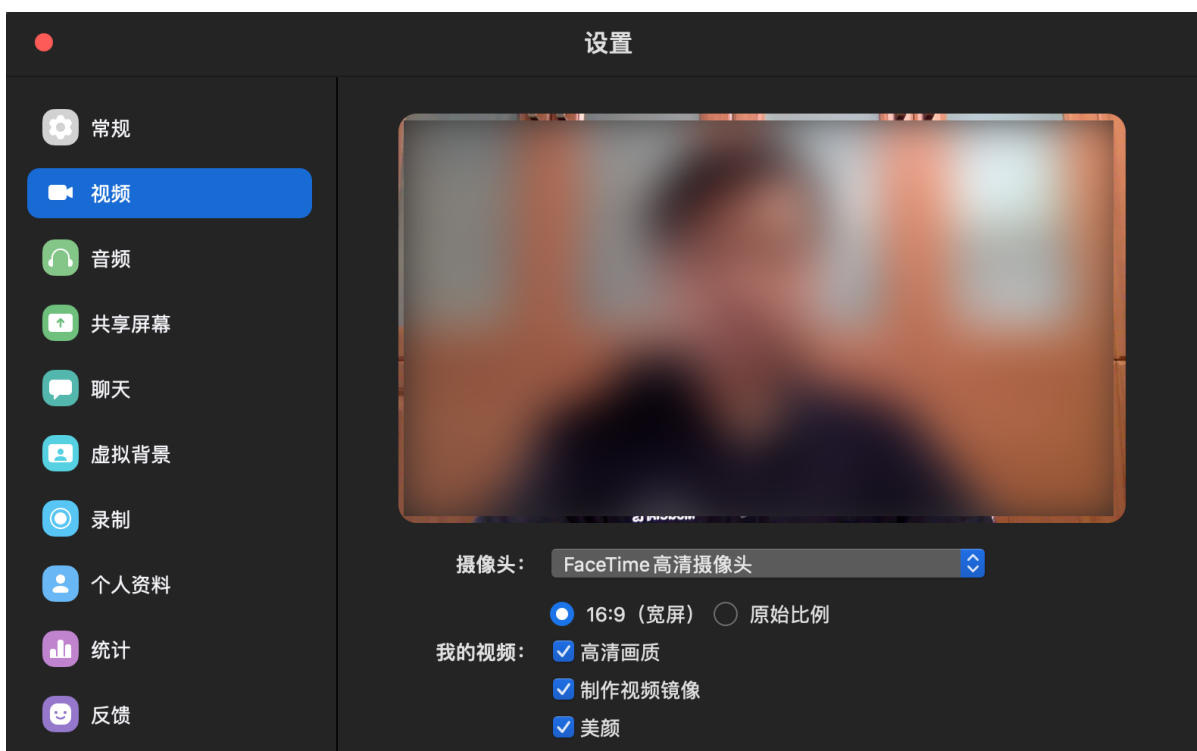 设置
常规
视频
音频
共享屏幕
聊天
虚拟背景
录制
个人资料
统计
反馈
摄像头： FaceTime高清摄像头
16:9（宽屏） 原始比例
我的视频： 高清画质
制作视频镜像
美颜